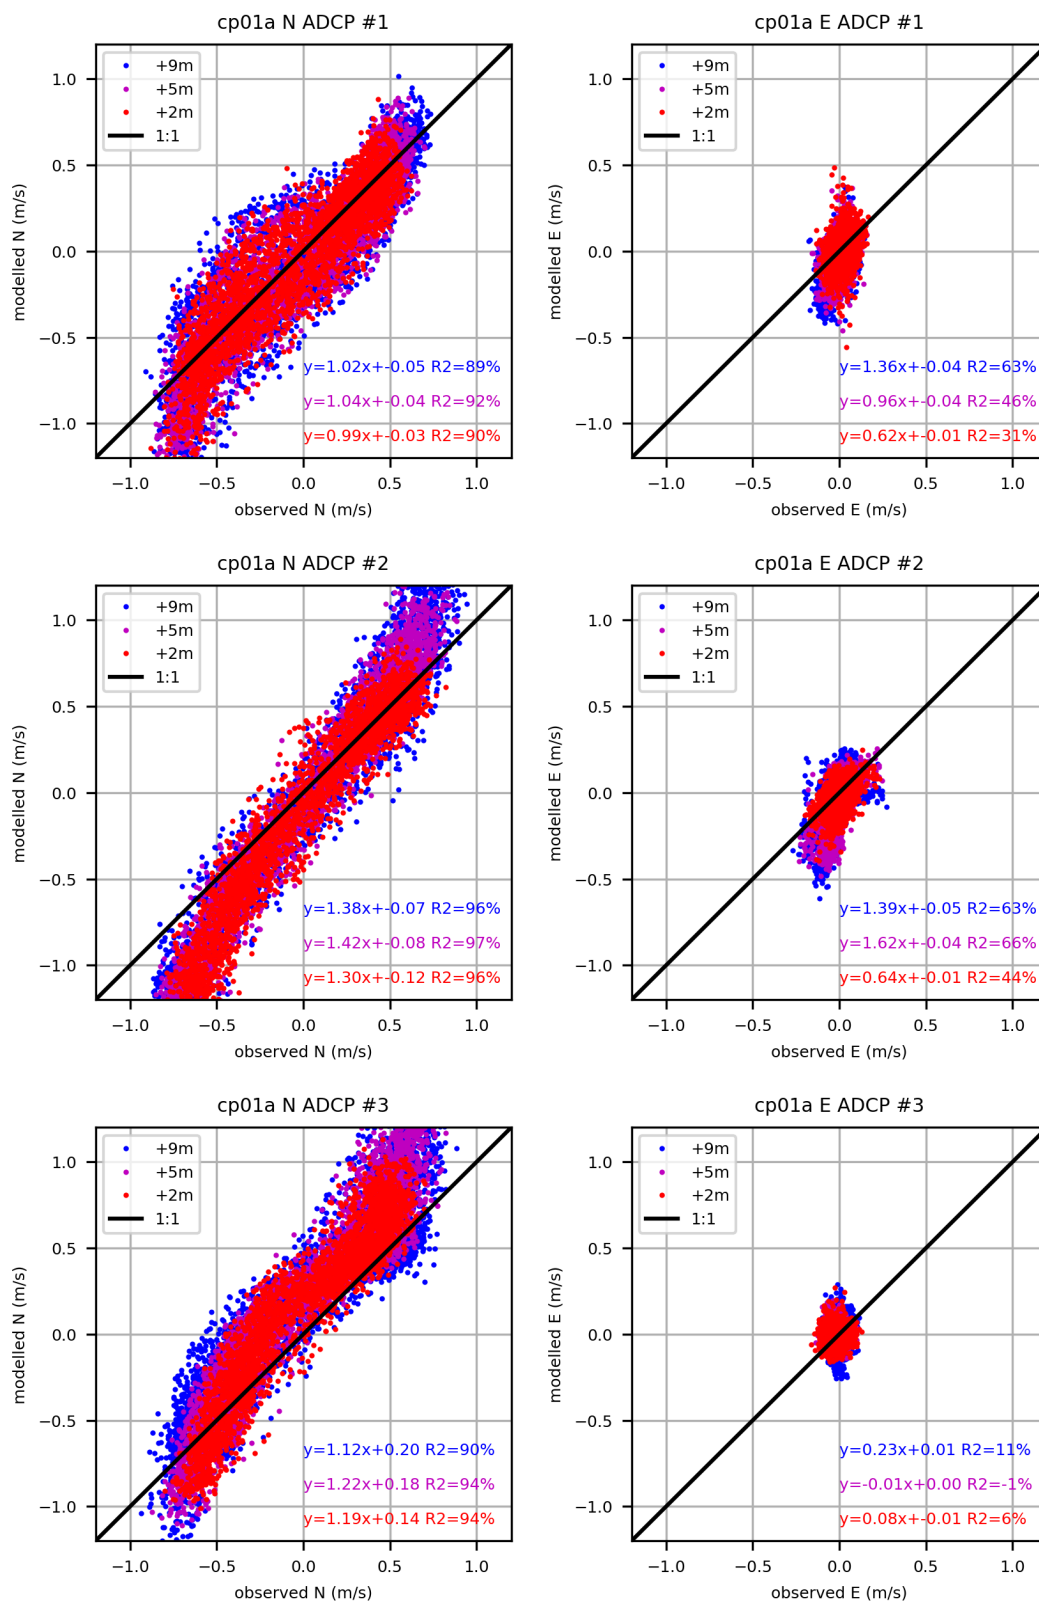 cp01a N ADCP #1
+9m
+5m
+2m
1:1
1.0
0.5
0.0
−0.5
−1.0
modelled N (m/s)
y=1.02x+-0.05 R2=89%
y=1.04x+-0.04 R2=92%
y=0.99x+-0.03 R2=90%
−1.0 −0.5 0.0 0.5 1.0
observed N (m/s)
cp01a E ADCP #1
+9m
+5m
+2m
1:1
1.0
0.5
0.0
−0.5
−1.0
modelled E (m/s)
y=1.36x+-0.04 R2=63%
y=0.96x+-0.04 R2=46%
y=0.62x+-0.01 R2=31%
−1.0 −0.5 0.0 0.5 1.0
observed E (m/s)
cp01a N ADCP #2
+9m
+5m
+2m
1:1
1.0
0.5
0.0
−0.5
−1.0
modelled N (m/s)
y=1.38x+-0.07 R2=96%
y=1.42x+-0.08 R2=97%
y=1.30x+-0.12 R2=96%
−1.0 −0.5 0.0 0.5 1.0
observed N (m/s)
cp01a E ADCP #2
+9m
+5m
+2m
1:1
1.0
0.5
0.0
−0.5
−1.0
modelled E (m/s)
y=1.39x+-0.05 R2=63%
y=1.62x+-0.04 R2=66%
y=0.64x+-0.01 R2=44%
−1.0 −0.5 0.0 0.5 1.0
observed E (m/s)
cp01a N ADCP #3
+9m
+5m
+2m
1:1
1.0
0.5
0.0
−0.5
−1.0
modelled N (m/s)
y=1.12x+0.20 R2=90%
y=1.22x+0.18 R2=94%
y=1.19x+0.14 R2=94%
−1.0 −0.5 0.0 0.5 1.0
observed N (m/s)
cp01a E ADCP #3
+9m
+5m
+2m
1:1
1.0
0.5
0.0
−0.5
−1.0
modelled E (m/s)
y=0.23x+0.01 R2=11%
y=-0.01x+0.00 R2=-1%
y=0.08x+-0.01 R2=6%
−1.0 −0.5 0.0 0.5 1.0
observed E (m/s)